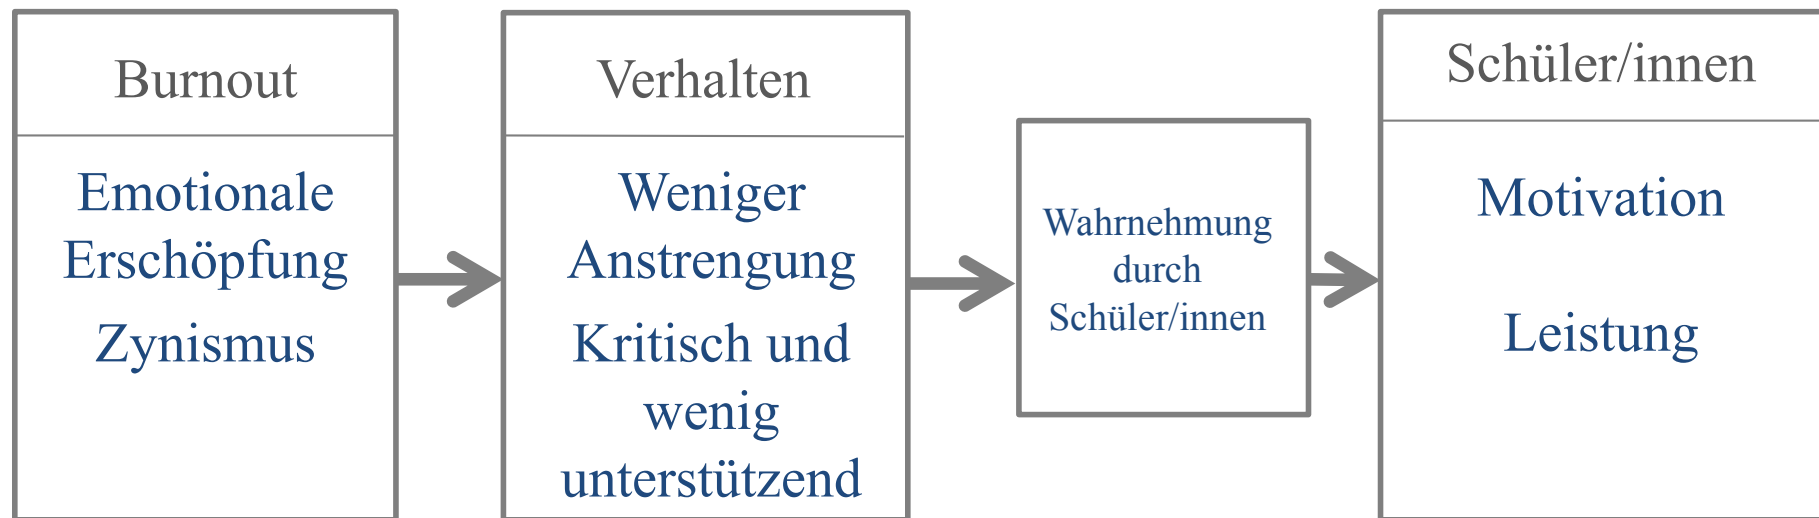 Burnout
Emotionale
Erschöpfung
Zynismus
Verhalten
Weniger
Anstrengung
Kritisch und
wenig
unterstützend
Wahrnehmung
durch
Schüler/innen
Schüler/innen
Motivation
Leistung